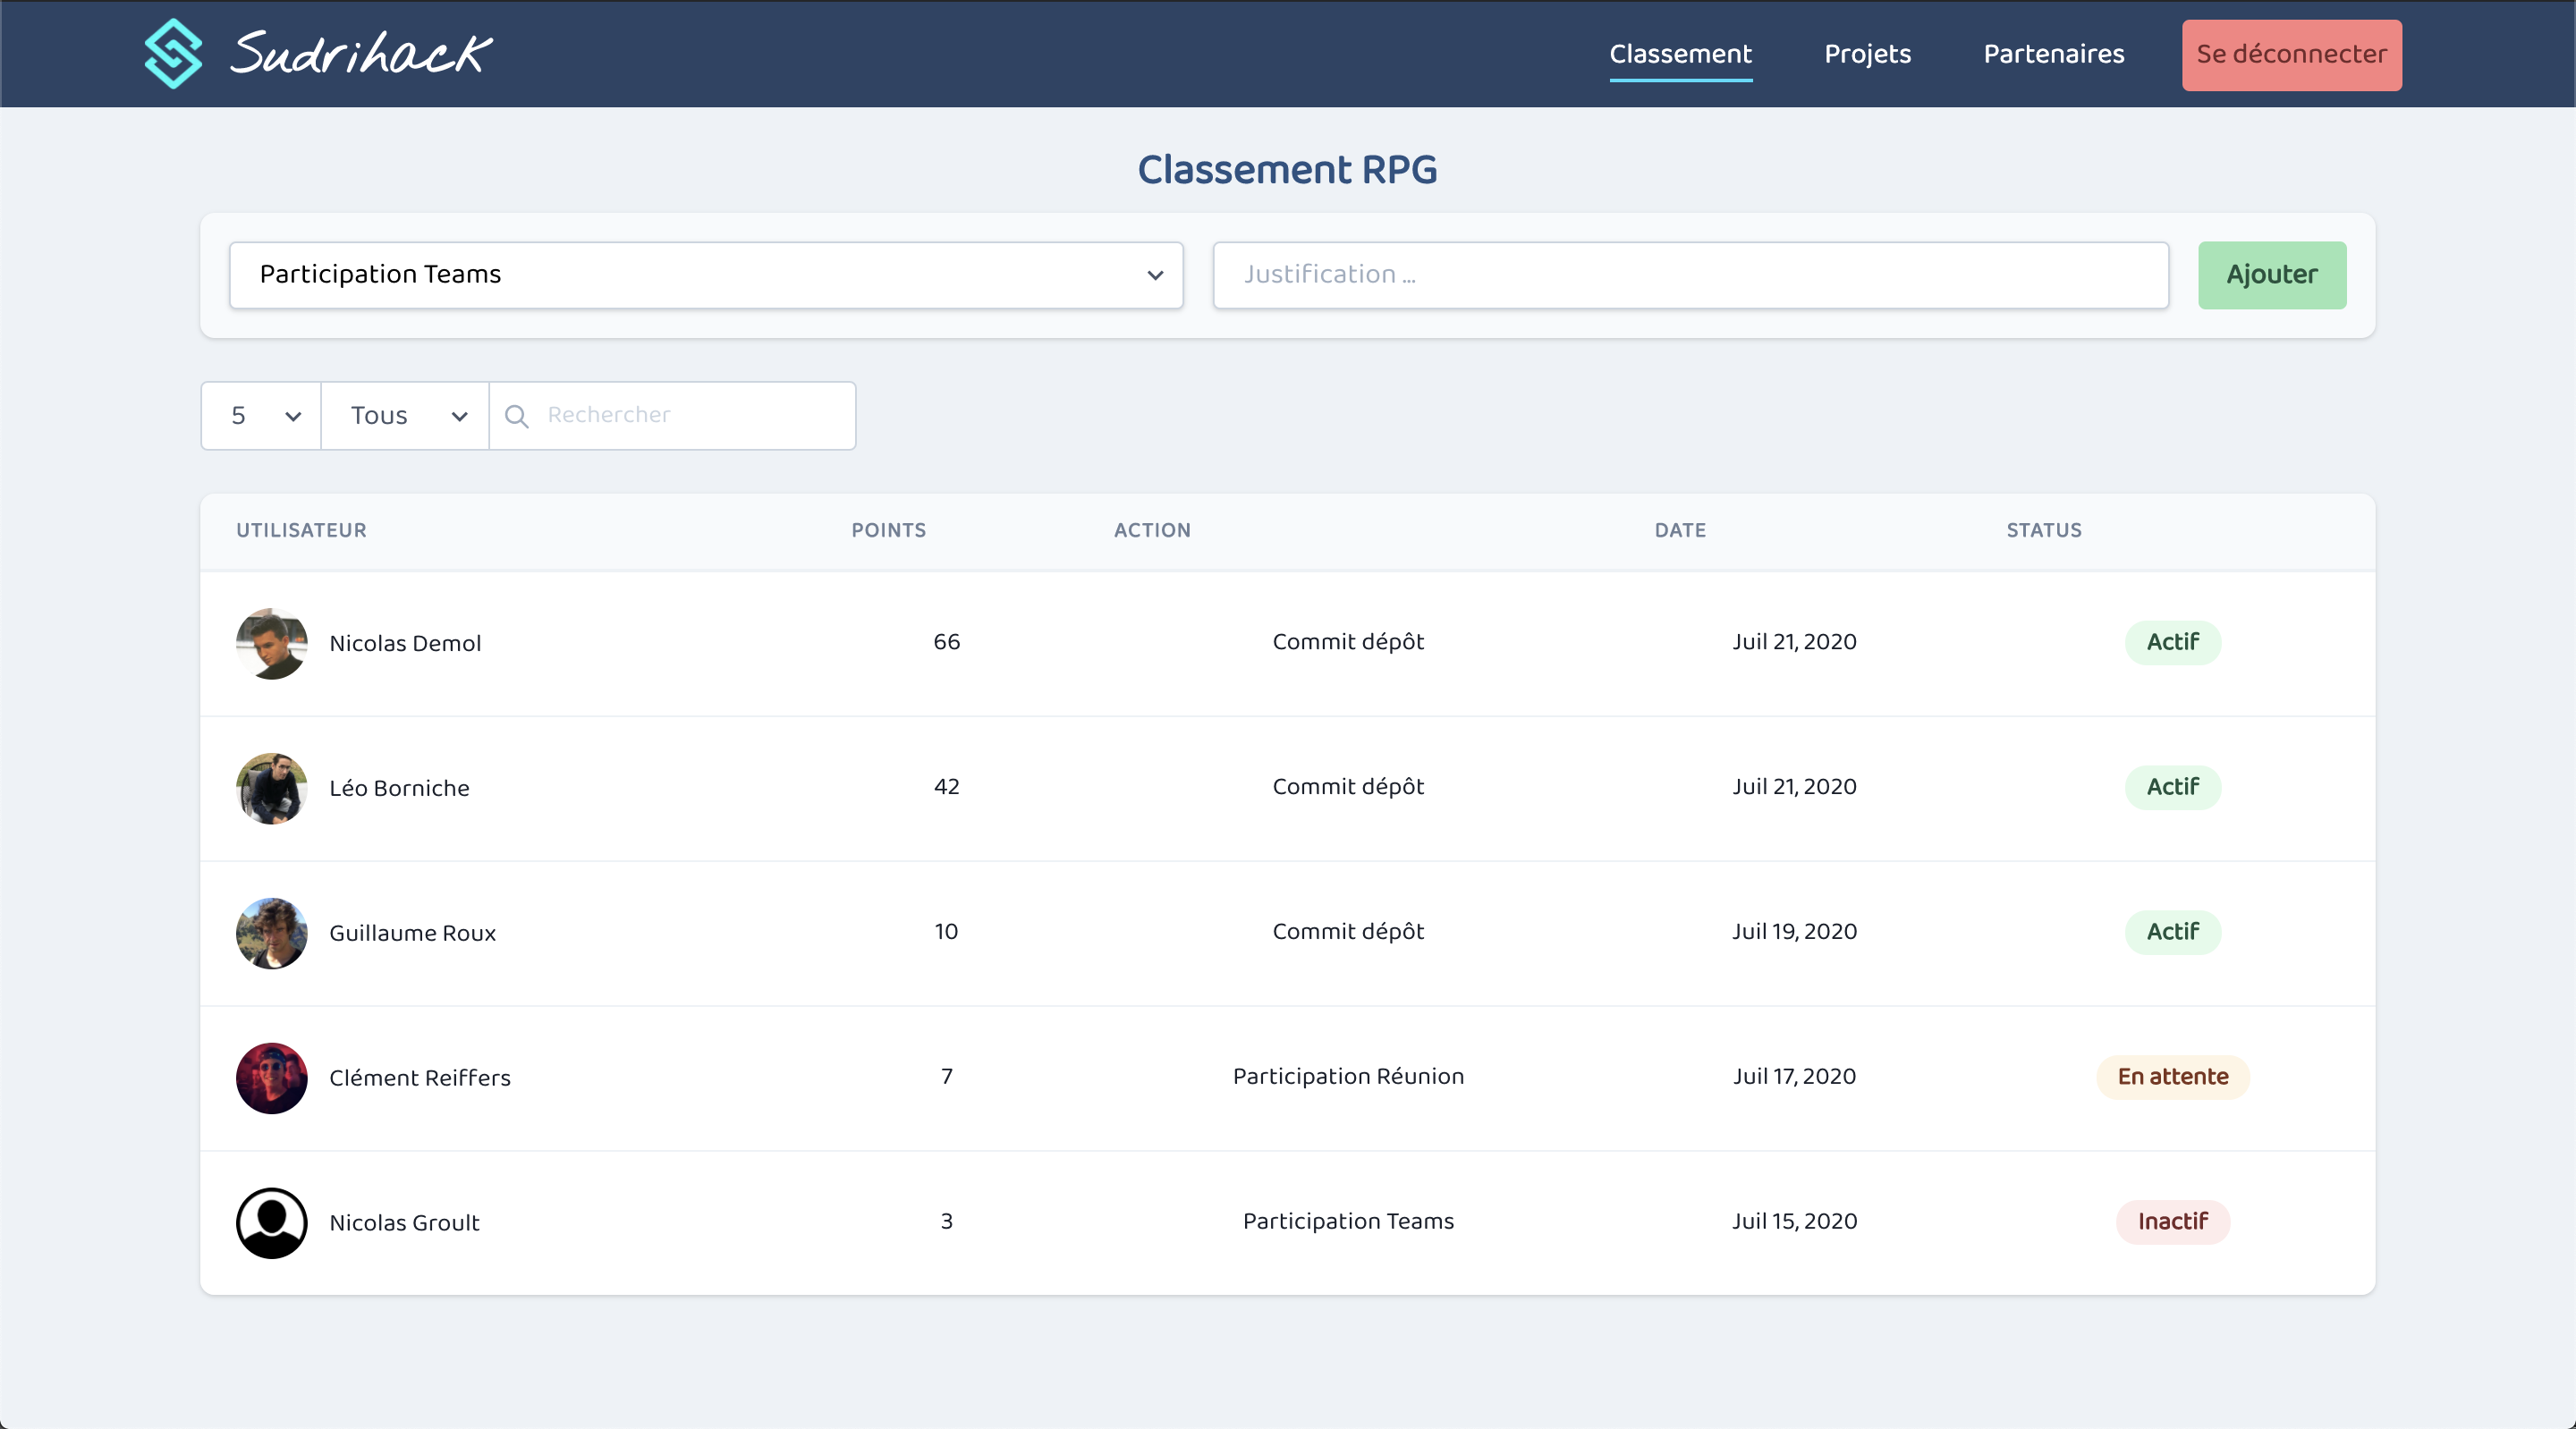 Sudrihack Classement Projets Partenaires Se déconnecter
Classement RPG
Participation Teams Justification ... Ajouter
5 Tous Rechercher
UTILISATEUR POINTS ACTION DATE STATUS
Nicolas Demol 66 Commit dépôt Juil 21, 2020 Actif
Léo Borniche 42 Commit dépôt Juil 21, 2020 Actif
Guillaume Roux 10 Commit dépôt Juil 19, 2020 Actif
Clément Reiffers 7 Participation Réunion Juil 17, 2020 En attente
Nicolas Groult 3 Participation Teams Juil 15, 2020 Inactif